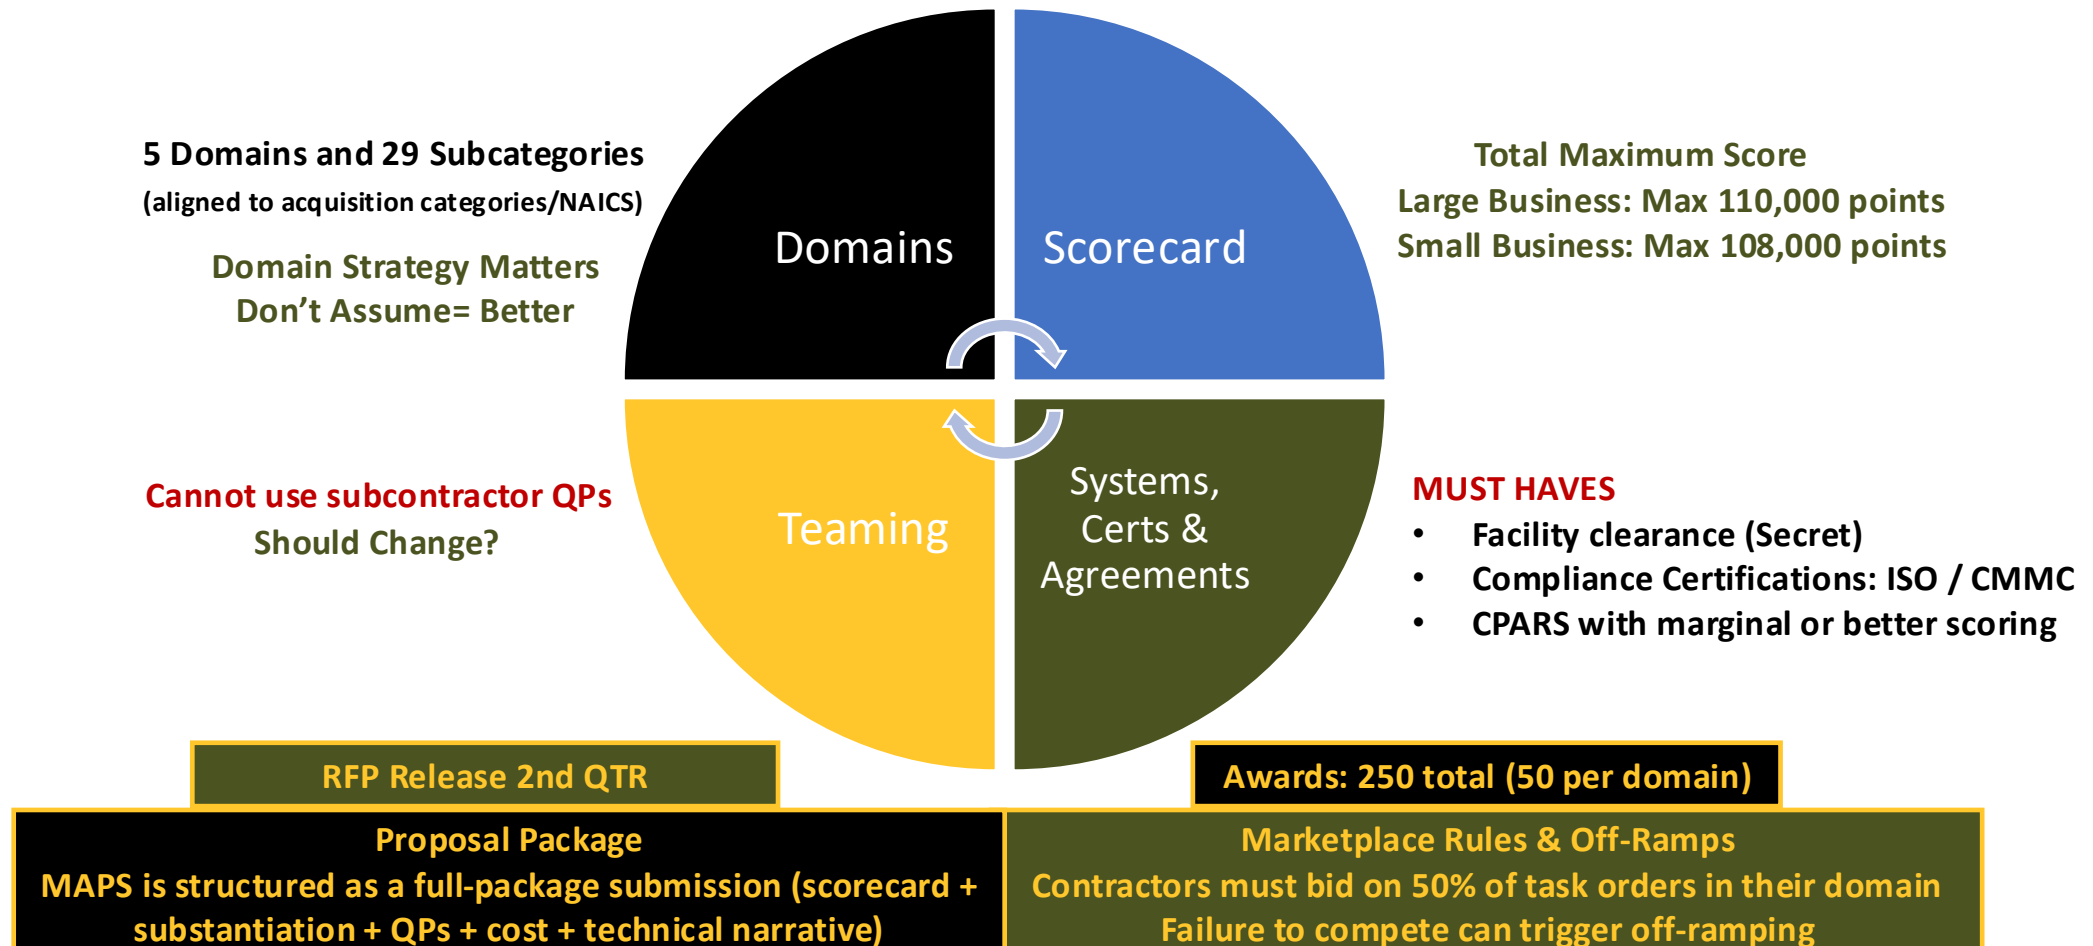 5 Domains and 29 Subcategories
(aligned to acquisition categories/NAICS)
Domain Strategy Matters
Don’t Assume= Better
Domains
Scorecard
Total Maximum Score
Large Business: Max 110,000 points
Small Business: Max 108,000 points
Cannot use subcontractor QPs
Should Change?
Teaming
Systems,
Certs &
Agreements
MUST HAVES
• Facility clearance (Secret)
• Compliance Certifications: ISO / CMMC
• CPARS with marginal or better scoring
RFP Release 2nd QTR
Awards: 250 total (50 per domain)
Proposal Package
MAPS is structured as a full-package submission (scorecard +
substantiation + QPs + cost + technical narrative)
Marketplace Rules & Off-Ramps
Contractors must bid on 50% of task orders in their domain
Failure to compete can trigger off-ramping